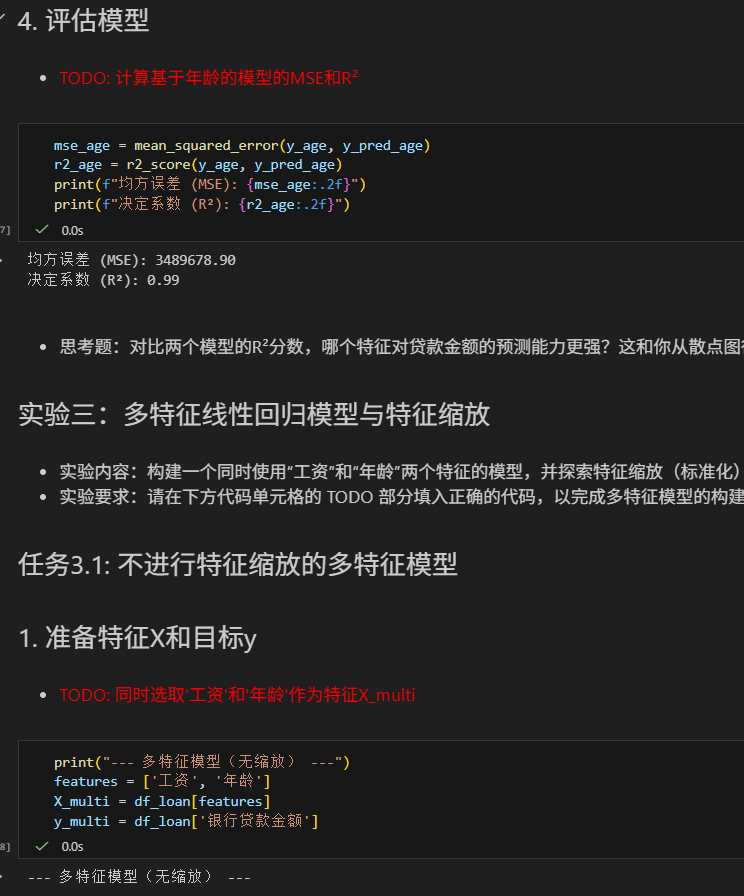 4. 评估模型
TODO: 计算基于年龄的模型的MSE和R²
mse_age = mean_squared_error(y_age, y_pred_age)
r2_age = r2_score(y_age, y_pred_age)
print(f"均方误差 (MSE): {mse_age:.2f}")
print(f"决定系数 (R²): {r2_age:.2f}")
7]
0.0s
均方误差 (MSE): 3489678.90
决定系数 (R²): 0.99
思考题：对比两个模型的R²分数，哪个特征对贷款金额的预测能力更强？这和你从散点图
实验三：多特征线性回归模型与特征缩放
实验内容：构建一个同时使用“工资”和“年龄”两个特征的模型，并探索特征缩放（标准化）
实验要求：请在下方代码单元格的 TODO 部分填入正确的代码，以完成多特征模型的构建
任务3.1: 不进行特征缩放的多特征模型
1. 准备特征X和目标y
TODO: 同时选取'工资'和'年龄'作为特征X_multi
print("--- 多特征模型（无缩放） ---")
features = ['工资', '年龄']
X_multi = df_loan[features]
y_multi = df_loan['银行贷款金额']
8]
0.0s
--- 多特征模型（无缩放） ---